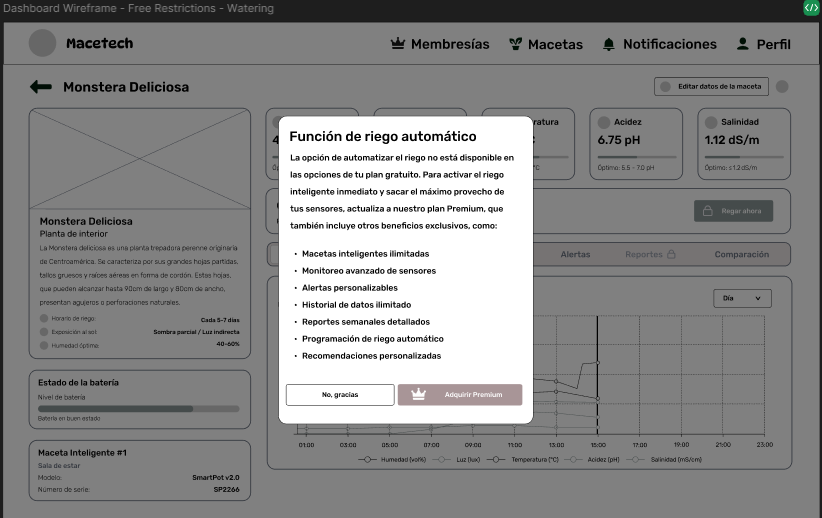 Dashboard Wireframe - Free Restrictions - Watering
</>
Macetech
Membresías
Macetas
Notificaciones
Perfil
Monstera Deliciosa
Editar datos de la maceta
Monstera Deliciosa
Planta de interior
La Monstera deliciosa es una planta trepadora perenne originaria
de Centroamérica. Se caracteriza por sus grandes hojas partidas,
tallos gruesos y raíces aéreas en forma de cordón. Estas hojas,
que pueden alcanzar hasta 90cm de largo y 80cm de ancho,
presentan agujeros o perforaciones naturales.
Horario de riego:
Cada 5-7 días
Exposición al sol:
Sombra parcial / Luz indirecta
Humedad óptima:
40-60%
Estado de la batería
Nivel de batería
Batería en buen estado
Maceta Inteligente #1
Sala de estar
Modelo:
SmartPot v2.0
Número de serie:
SP2266
4
ratura
°C
Acidez
6.75 pH
Óptimo: 5.5 - 7.0 pH
Salinidad
1.12 dS/m
Óptimo: ≤1.2 dS/m
Regar ahora
Alertas
Reportes
Comparación
Día
Función de riego automático
La opción de automatizar el riego no está disponible en
las opciones de tu plan gratuito. Para activar el riego
inteligente inmediato y sacar el máximo provecho de
tus sensores, actualiza a nuestro plan Premium, que
también incluye otros beneficios exclusivos, como:
• Macetas inteligentes ilimitadas
• Monitoreo avanzado de sensores
• Alertas personalizables
• Historial de datos ilimitado
• Reportes semanales detallados
• Programación de riego automático
• Recomendaciones personalizadas
No, gracias
Adquirir Premium
01:00 03:00 05:00 07:00 09:00 11:00 13:00 15:00 17:00 19:00 21:00 23:00
Humedad (vol%) Luz (lux) Temperatura (°C) Acidez (pH) Salinidad (mS/cm)